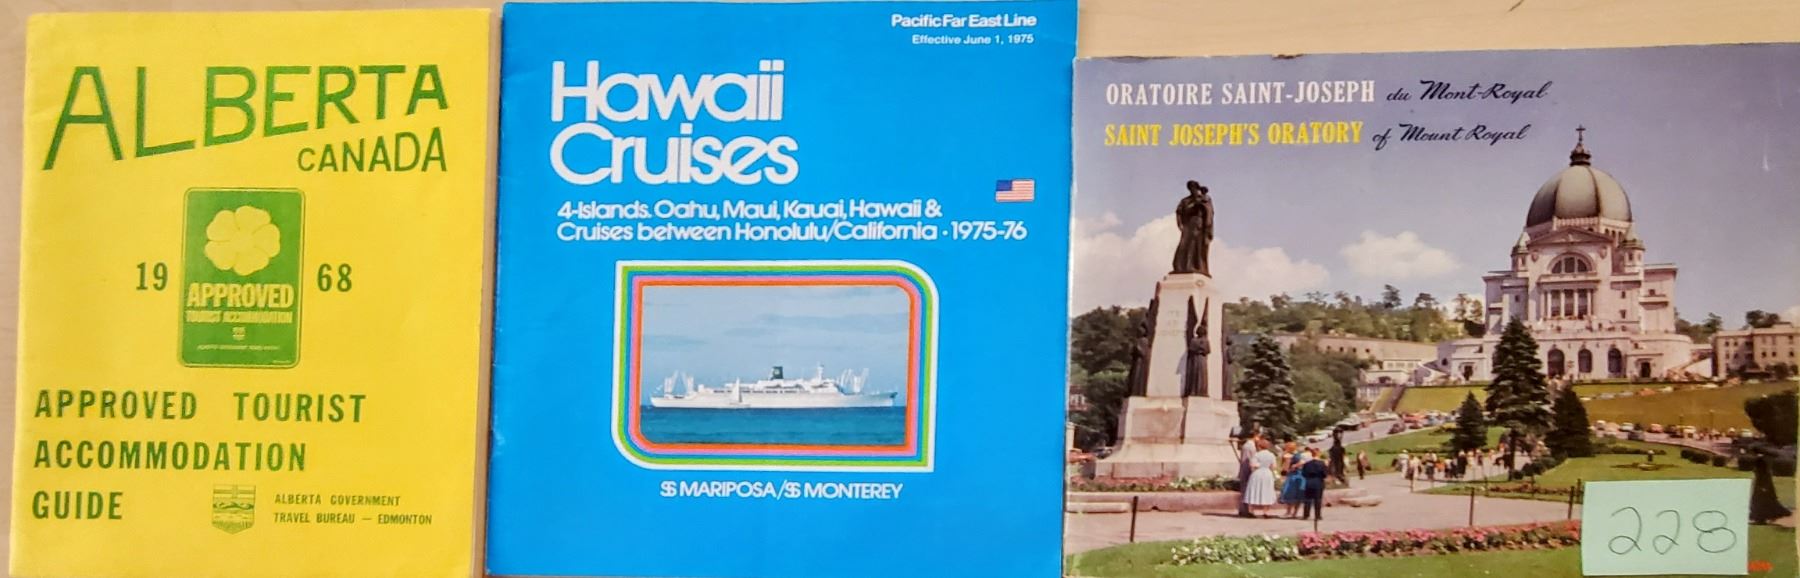 ALBERTA
CANADA
19 68
APPROVED
TOURIST ACCOMMODATION
APPROVED TOURIST
ACCOMMODATION
GUIDE
ALBERTA GOVERNMENT
TRAVEL BUREAU — EDMONTON
Pacific Far East Line
Effective June 1, 1975
Hawaii
Cruises
4-Islands. Oahu, Maui, Kauai, Hawaii &
Cruises between Honolulu/California · 1975-76
SS MARIPOSA/SS MONTEREY
ORATOIRE SAINT-JOSEPH du Mont-Royal
SAINT JOSEPH'S ORATORY of Mount Royal
228